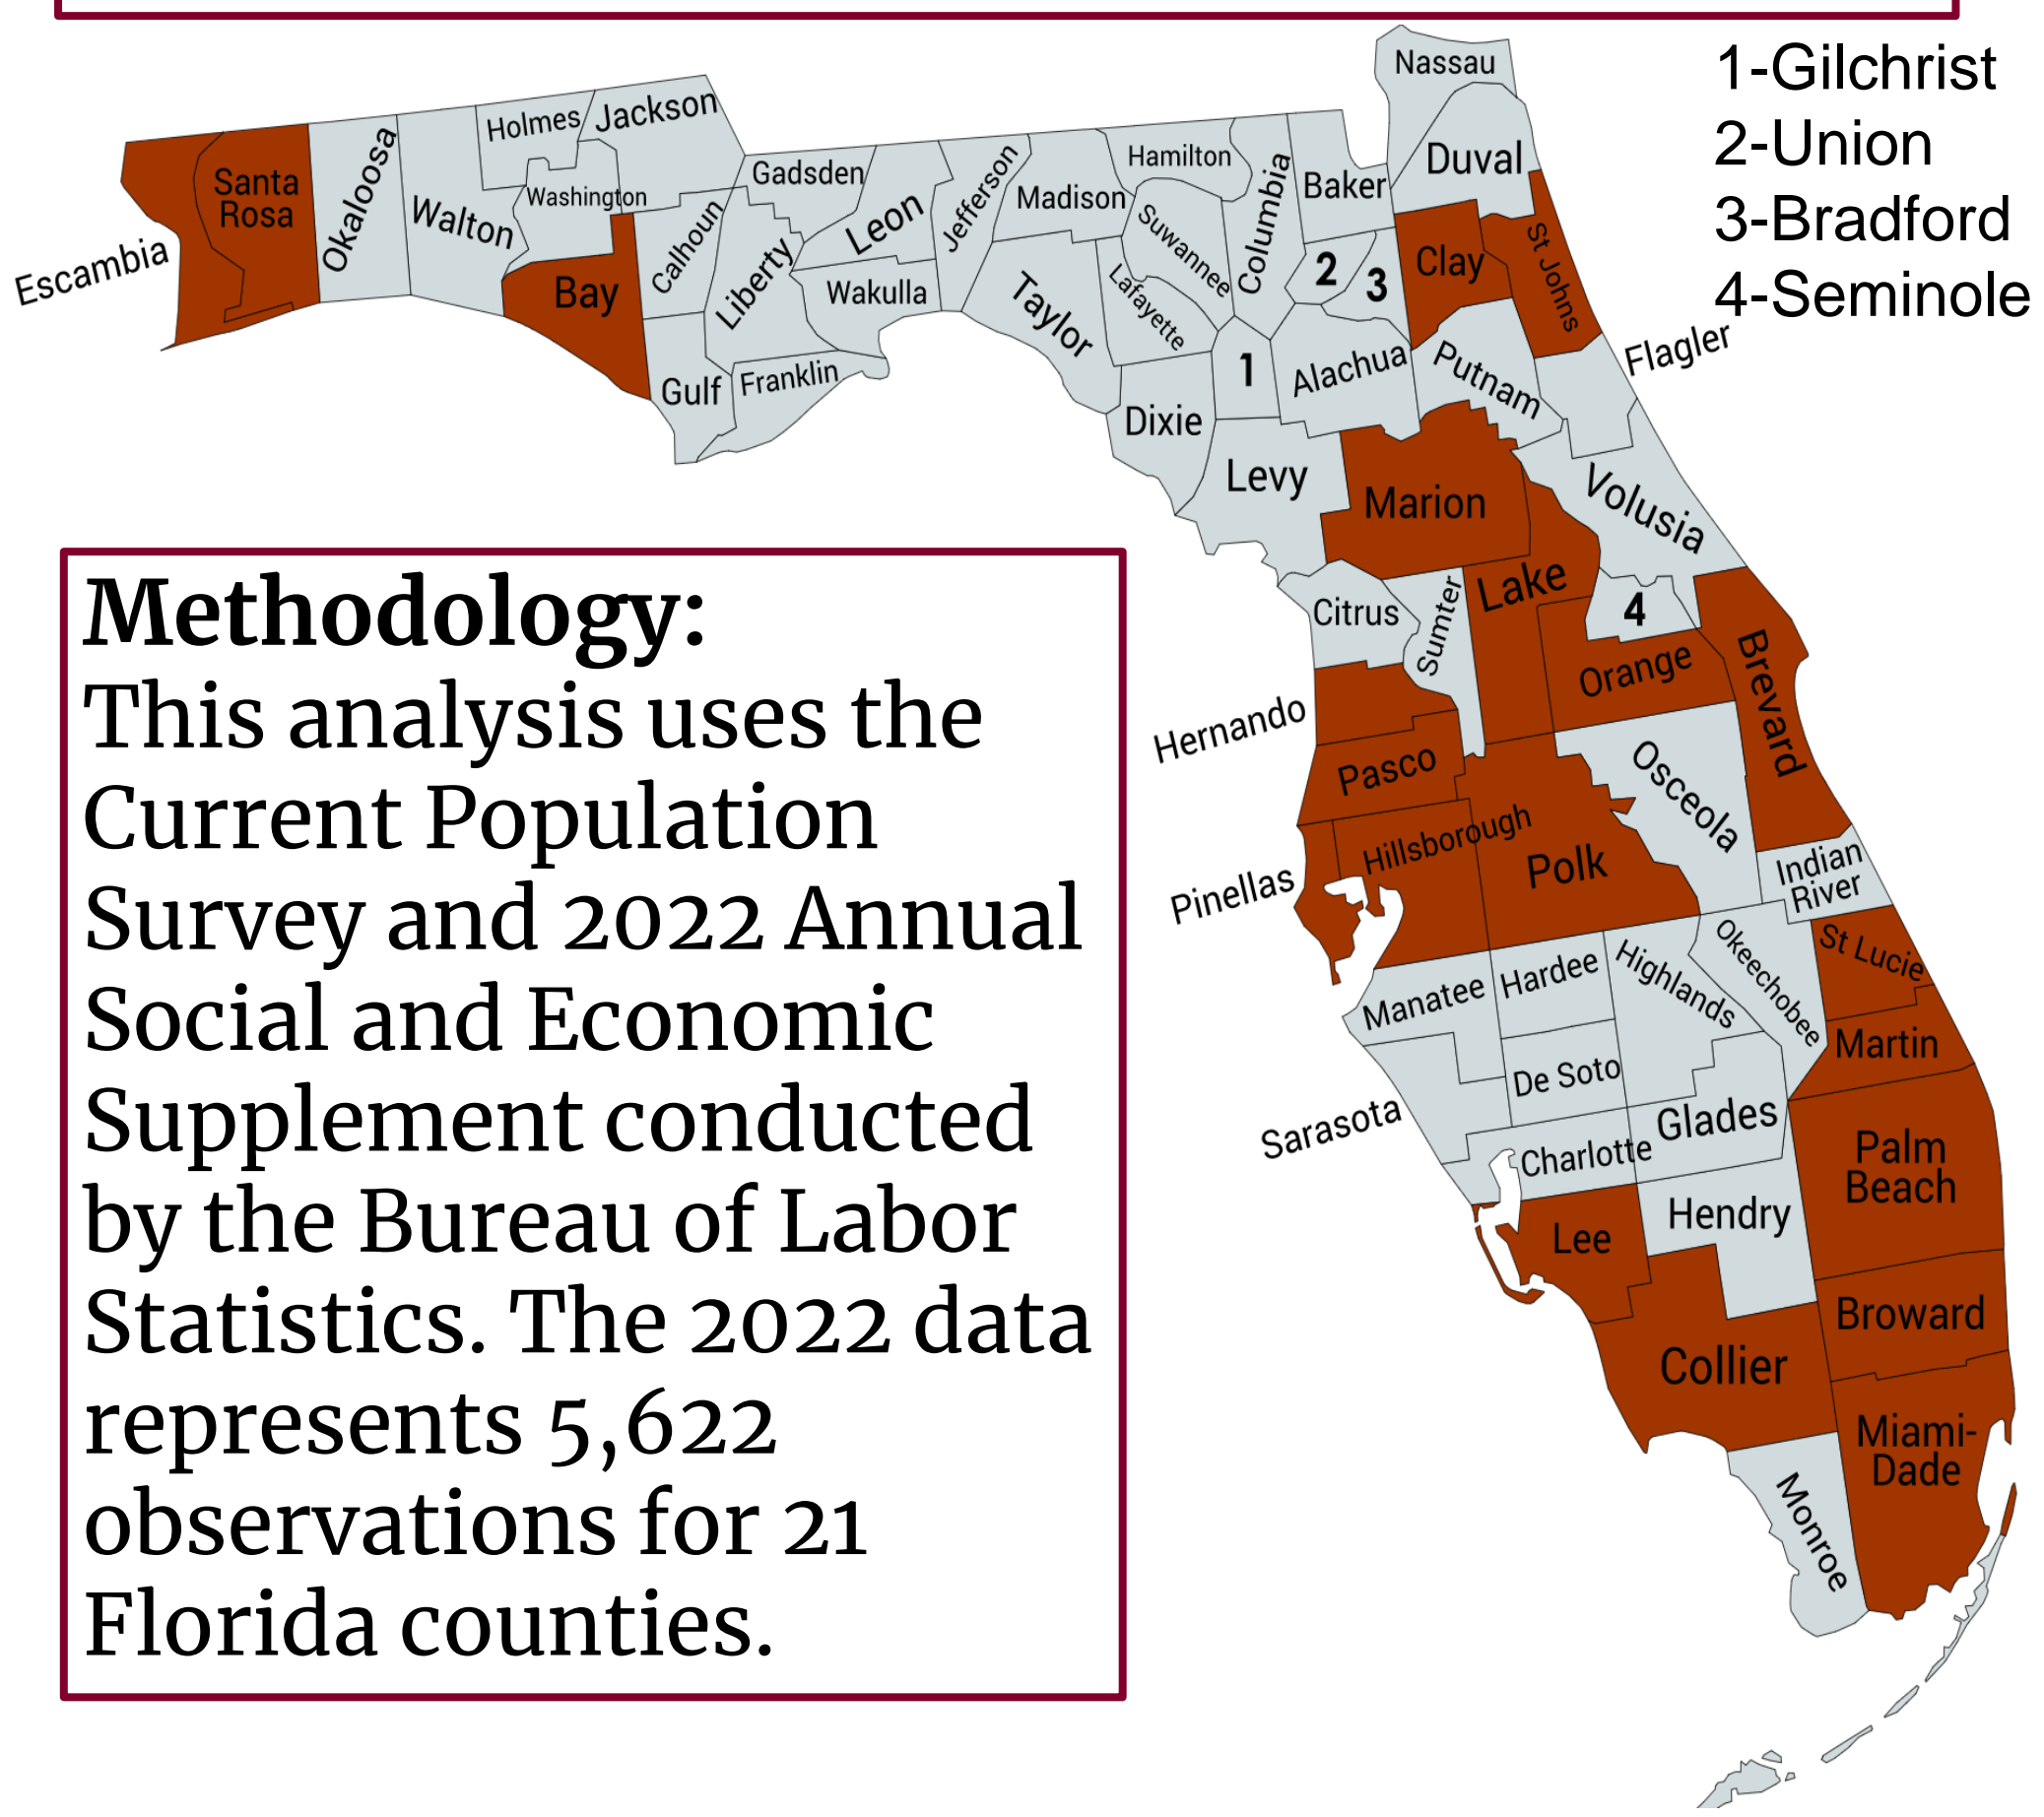 1-Gilchrist
2-Union
3-Bradford
4-Seminole
Nassau
Holmes
Jackson
Okaloosa
Santa
Rosa
Walton
Washington
Gadsden
Leon
Jefferson
Madison
Hamilton
Suwannee
Columbia
Baker
Duval
Escambia
Bay
Calhoun
Liberty
Wakulla
Taylor
Lafayette
2
3
Clay
St Johns
Gulf
Franklin
Dixie
1
Alachua
Putnam
Flagler
Levy
Marion
Volusia
Citrus
Sumter
Lake
4
Orange
Brevard
Hernando
Pasco
Osceola
Hillsborough
Polk
Pinellas
Indian
River
Manatee
Hardee
Highlands
Okeechobee
St Lucie
Martin
De Soto
Sarasota
Charlotte
Glades
Palm
Beach
Lee
Hendry
Broward
Collier
Miami-
Dade
Monroe
Methodology:
This analysis uses the
Current Population
Survey and 2022 Annual
Social and Economic
Supplement conducted
by the Bureau of Labor
Statistics. The 2022 data
represents 5,622
observations for 21
Florida counties.